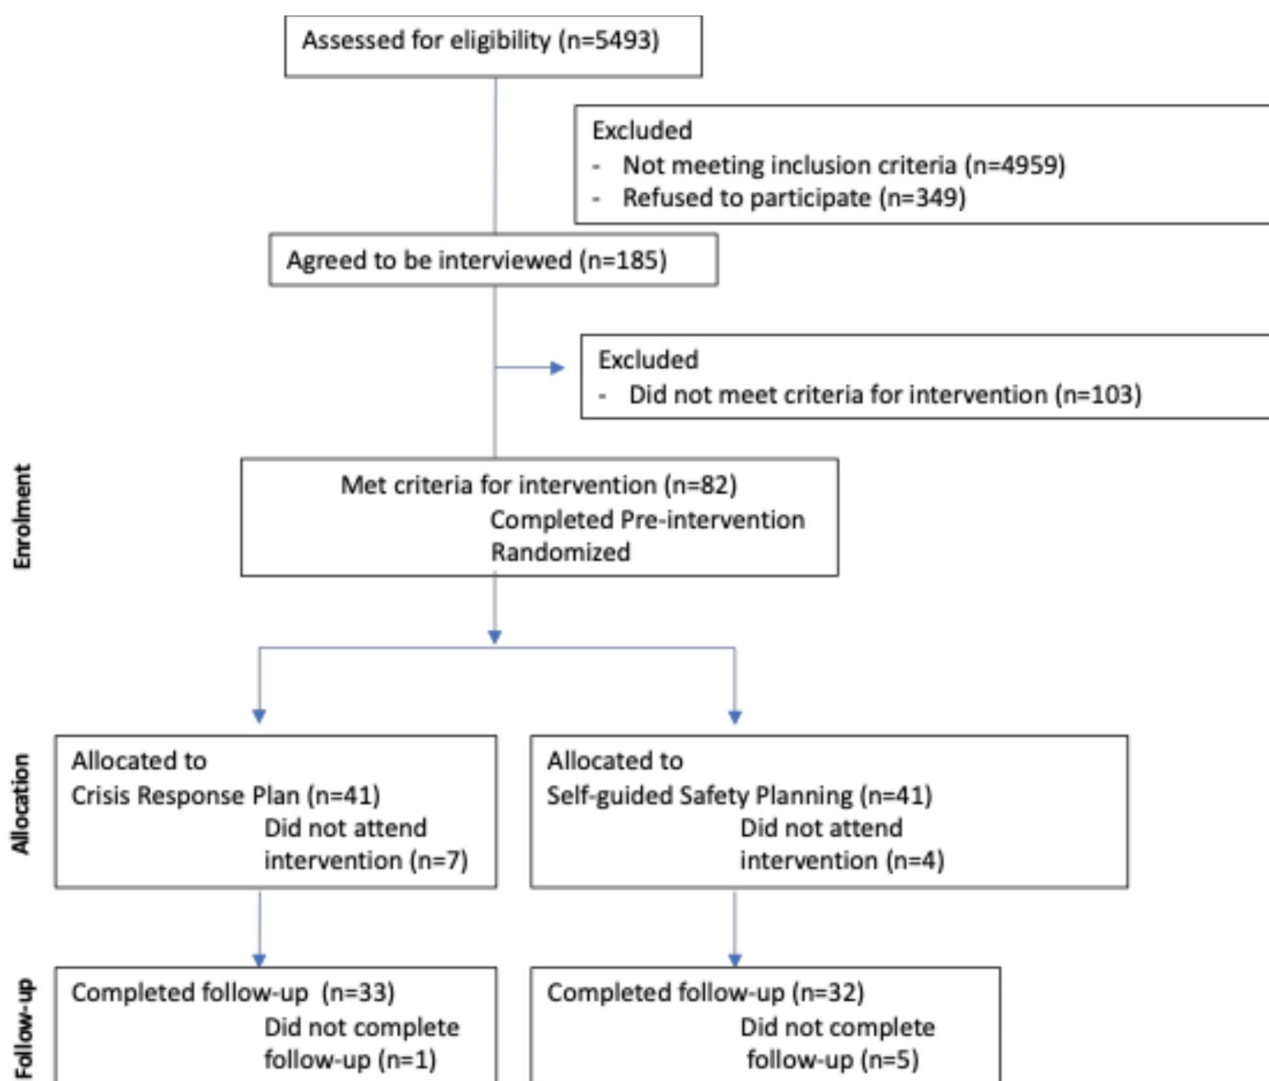 Assessed for eligibility (n=5493)
Excluded
- Not meeting inclusion criteria (n=4959)
- Refused to participate (n=349)
Agreed to be interviewed (n=185)
Excluded
- Did not meet criteria for intervention (n=103)
Enrolment
Met criteria for intervention (n=82)
Completed Pre-intervention
Randomized
Allocation
Allocated to
Crisis Response Plan (n=41)
Did not attend
intervention (n=7)
Allocated to
Self-guided Safety Planning (n=41)
Did not attend
intervention (n=4)
Follow-up
Completed follow-up (n=33)
Did not complete
follow-up (n=1)
Completed follow-up (n=32)
Did not complete
follow-up (n=5)